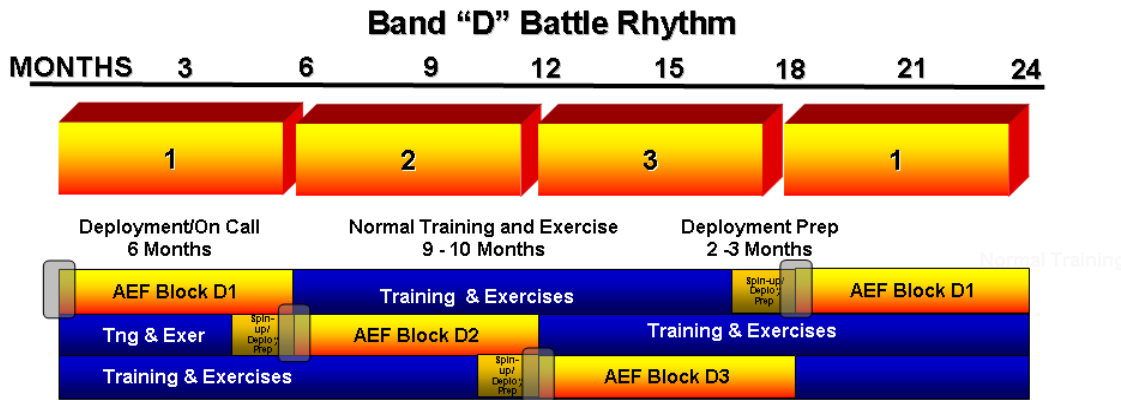 Band “D” Battle Rhythm
MONTHS 3 6 9 12 15 18 21 24
1 2 3 1
Deployment/On Call Normal Training and Exercise Deployment Prep
6 Months 9 - 10 Months 2 -3 Months
Normal Training
AEF Block D1 Training & Exercises Spin-up/ Deploy Prep AEF Block D1
Tng & Exer Spin-up/ Deploy Prep AEF Block D2 Training & Exercises
Training & Exercises Spin-up/ Deploy Prep AEF Block D3